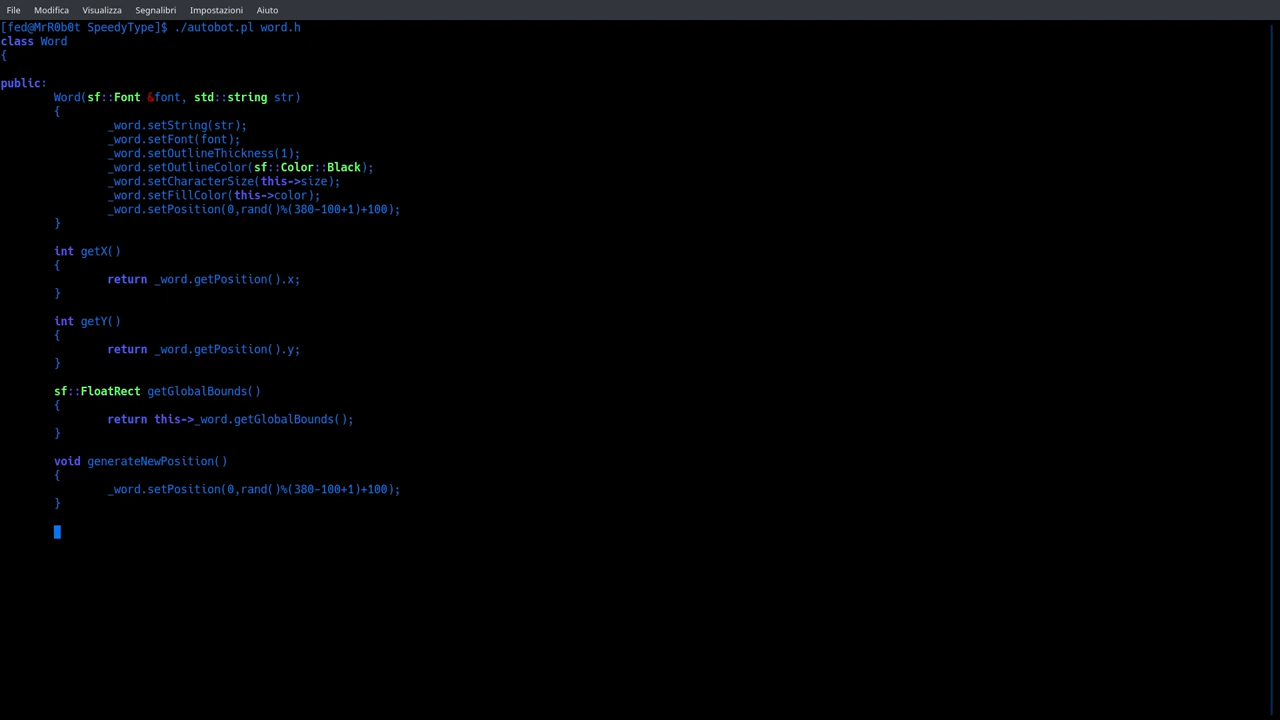 File Modifica Visualizza Segnalibri Impostazioni Aiuto
[fed@MrR0b0t SpeedyType]$ ./autobot.pl word.h
class Word
{
public:
Word(sf::Font &font, std::string str)
{
_word.setString(str);
_word.setFont(font);
_word.setOutlineThickness(1);
_word.setOutlineColor(sf::Color::Black);
_word.setCharacterSize(this->size);
_word.setFillColor(this->color);
_word.setPosition(0,rand()%(380-100+1)+100);
}
int getX()
{
return _word.getPosition().x;
}
int getY()
{
return _word.getPosition().y;
}
sf::FloatRect getGlobalBounds()
{
return this->_word.getGlobalBounds();
}
void generateNewPosition()
{
_word.setPosition(0,rand()%(380-100+1)+100);
}